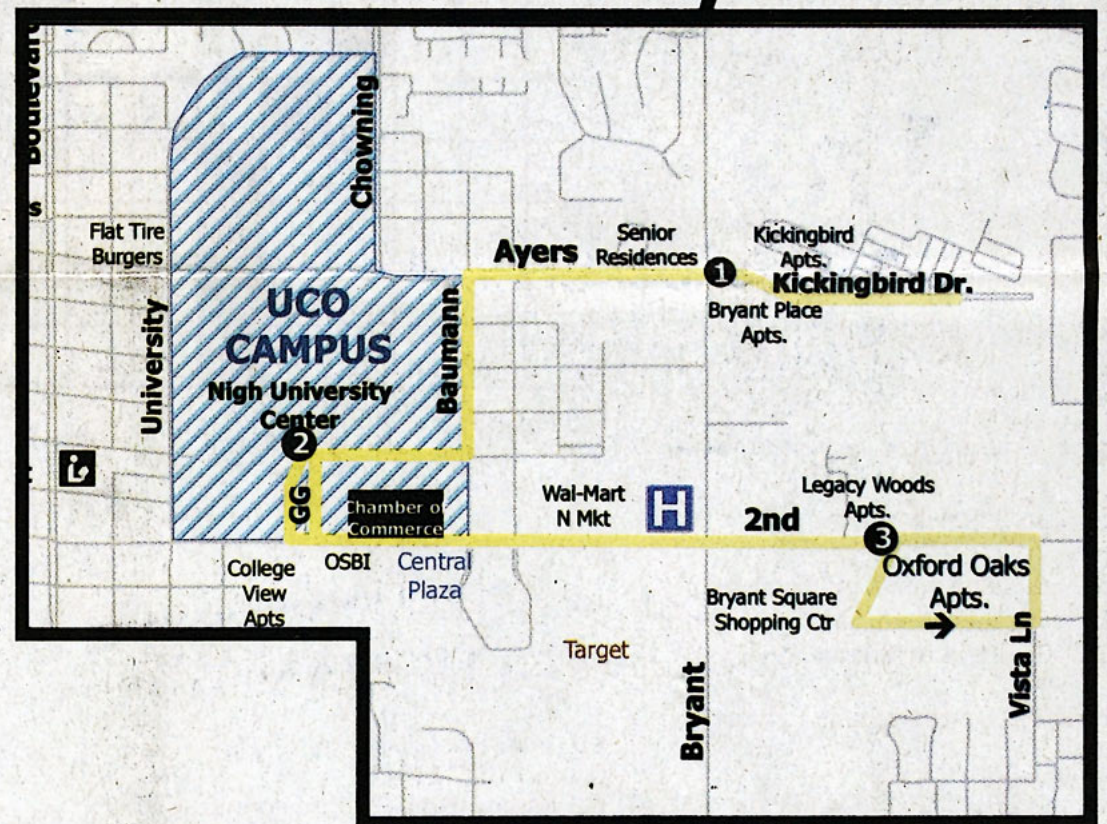 Boulevard
s
Chowning
Flat Tire
Burgers
Ayers
Senior
Residences
Kickingbird
Apts.
1
Kickingbird Dr.
Bryant Place
Apts.
UCO
CAMPUS
University
Baumann
Nigh University
Center
2
GG
Chamber of
Commerce
Wal-Mart
N Mkt
H
Legacy Woods
Apts.
2nd
3
College
View
Apts
OSBI
Central
Plaza
Oxford Oaks
Apts.
Bryant Square
Shopping Ctr
Target
Bryant
Vista Ln